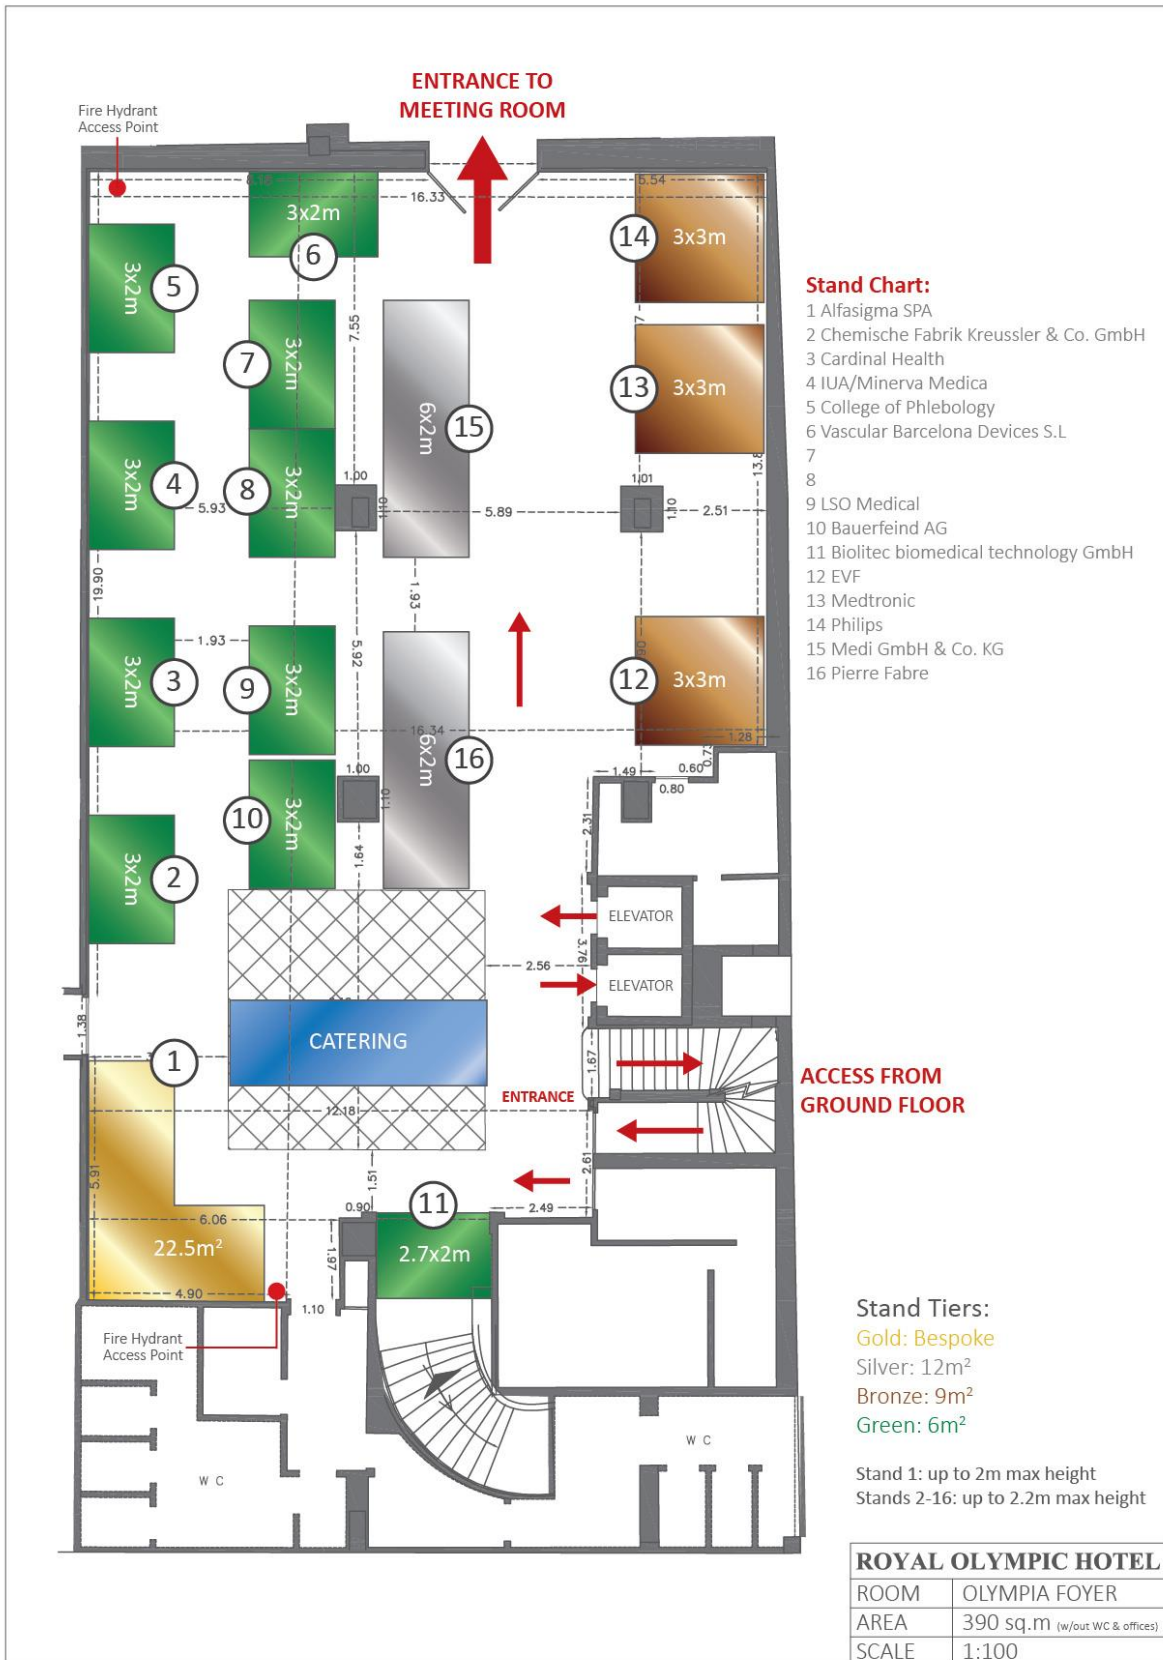 ENTRANCE TO
MEETING ROOM
Fire Hydrant
Access Point
8.18
5.54
16.33
3x2m
6
14
3x3m
3x2m
5
7.55
7
3x2m
13
3x3m
6x2m
15
Stand Chart:
1 Alfasigma SPA
2 Chemische Fabrik Kreussler & Co. GmbH
3 Cardinal Health
4 IUA/Minerva Medica
5 College of Phlebology
6 Vascular Barcelona Devices S.L
7
8
9 LSO Medical
10 Bauerfeind AG
11 Biolitec biomedical technology GmbH
12 EVF
13 Medtronic
14 Philips
15 Medi GmbH & Co. KG
16 Pierre Fabre
3x2m
4
8
3x2m
1.00
1.10
5.93
5.89
1.01
1.10
2.51
13.8
19.90
1.93
1.93
5.92
3x2m
3
9
3x2m
12
3x3m
.90
16.34
6x2m
16
1.28
0.73
1.49
0.60
0.80
1.00
1.10
10
3x2m
1.64
2.31
3x2m
2
ELEVATOR
3.76
2.56
ELEVATOR
1.38
CATERING
1
1.67
ENTRANCE
ACCESS FROM
GROUND FLOOR
12.18
5.91
1.51
2.61
0.90
11
2.49
6.06
22.5m²
1.97
2.7x2m
4.90
1.10
Fire Hydrant
Access Point
W C
W C
Stand Tiers:
Gold: Bespoke
Silver: 12m²
Bronze: 9m²
Green: 6m²
Stand 1: up to 2m max height
Stands 2-16: up to 2.2m max height
ROYAL OLYMPIC HOTEL
ROOM OLYMPIA FOYER
AREA 390 sq.m (w/out WC & offices)
SCALE 1:100